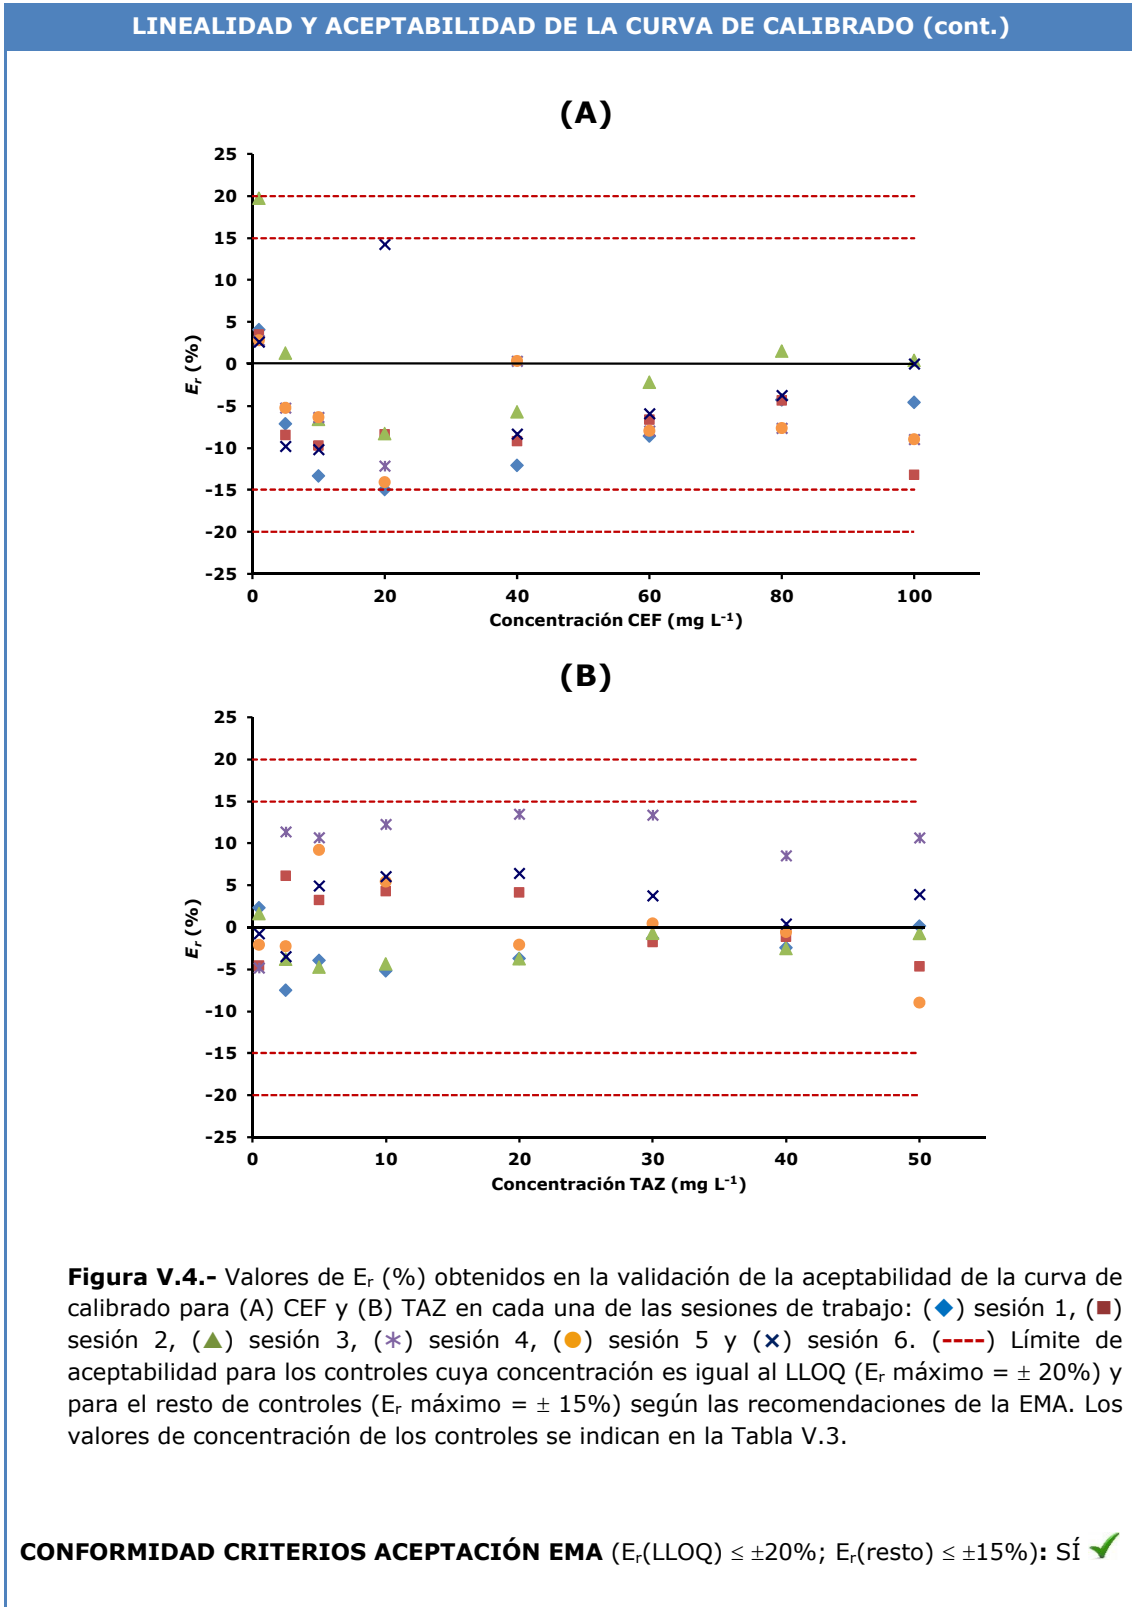 LINEALIDAD Y ACEPTABILIDAD DE LA CURVA DE CALIBRADO (cont.)
(A)
25
20
15
10
5
0
-5
-10
-15
-20
-25
E_r (%)
0 20 40 60 80 100
Concentración CEF (mg L⁻¹)
(B)
25
20
15
10
5
0
-5
-10
-15
-20
-25
E_r (%)
0 10 20 30 40 50
Concentración TAZ (mg L⁻¹)
Figura V.4.- Valores de E_r (%) obtenidos en la validación de la aceptabilidad de la curva de
calibrado para (A) CEF y (B) TAZ en cada una de las sesiones de trabajo: (◆) sesión 1, (■)
sesión 2, (▲) sesión 3, (✳) sesión 4, (●) sesión 5 y (×) sesión 6. (----) Límite de
aceptabilidad para los controles cuya concentración es igual al LLOQ (E_r máximo = ± 20%) y
para el resto de controles (E_r máximo = ± 15%) según las recomendaciones de la EMA. Los
valores de concentración de los controles se indican en la Tabla V.3.
CONFORMIDAD CRITERIOS ACEPTACIÓN EMA (E_r(LLOQ) ≤ ±20%; E_r(resto) ≤ ±15%): SÍ ✔